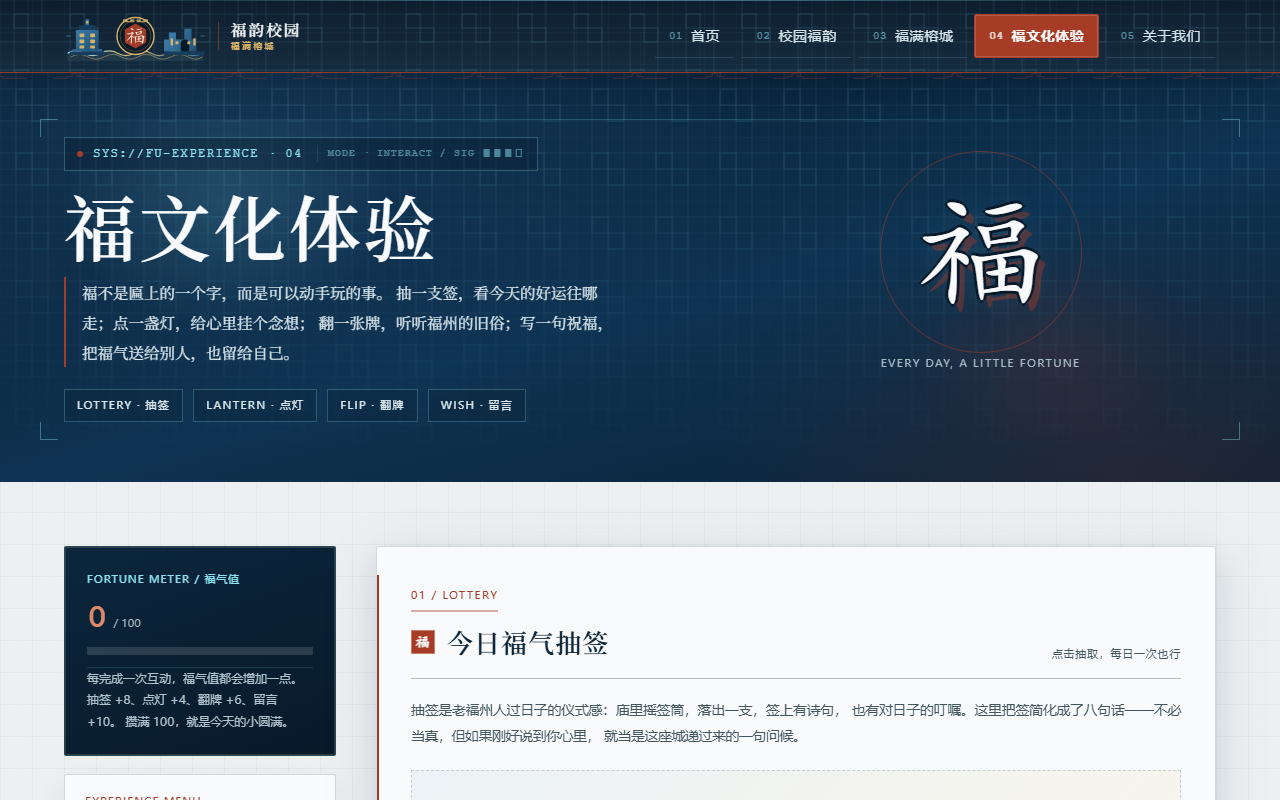 福
福韵校园
福满榕城
01 首页
02 校园福韵
03 福满榕城
04 福文化体验
05 关于我们
SYS://FU-EXPERIENCE · 04
MODE · INTERACT / SIG
福文化体验
福不是匾上的一个字，而是可以动手玩的事。 抽一支签，看今天的好运往哪
走；点一盏灯，给心里挂个念想； 翻一张牌，听听福州的旧俗；写一句祝福，
把福气送给别人，也留给自己。
LOTTERY · 抽签
LANTERN · 点灯
FLIP · 翻牌
WISH · 留言
福
EVERY DAY, A LITTLE FORTUNE
FORTUNE METER / 福气值
0 / 100
每完成一次互动，福气值都会增加一点。
抽签 +8、点灯 +4、翻牌 +6、留言
+10。 攒满 100，就是今天的小圆满。
EXPERIENCE MENU
01 / LOTTERY
福 今日福气抽签
点击抽取，每日一次也行
抽签是老福州人过日子的仪式感：庙里摇签筒，落出一支，签上有诗句， 也有对日子的叮嘱。这里把签简化成了八句话——不必
当真，但如果刚好说到你心里， 就当是这座城递过来的一句问候。